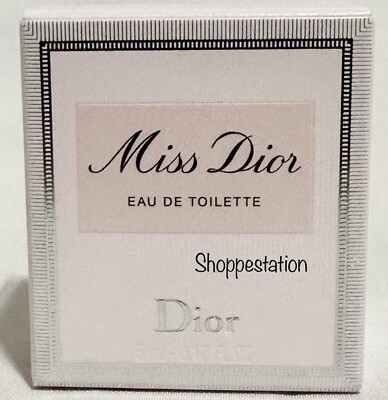 Miss Dior
EAU DE TOILETTE
Shoppestation
Dior